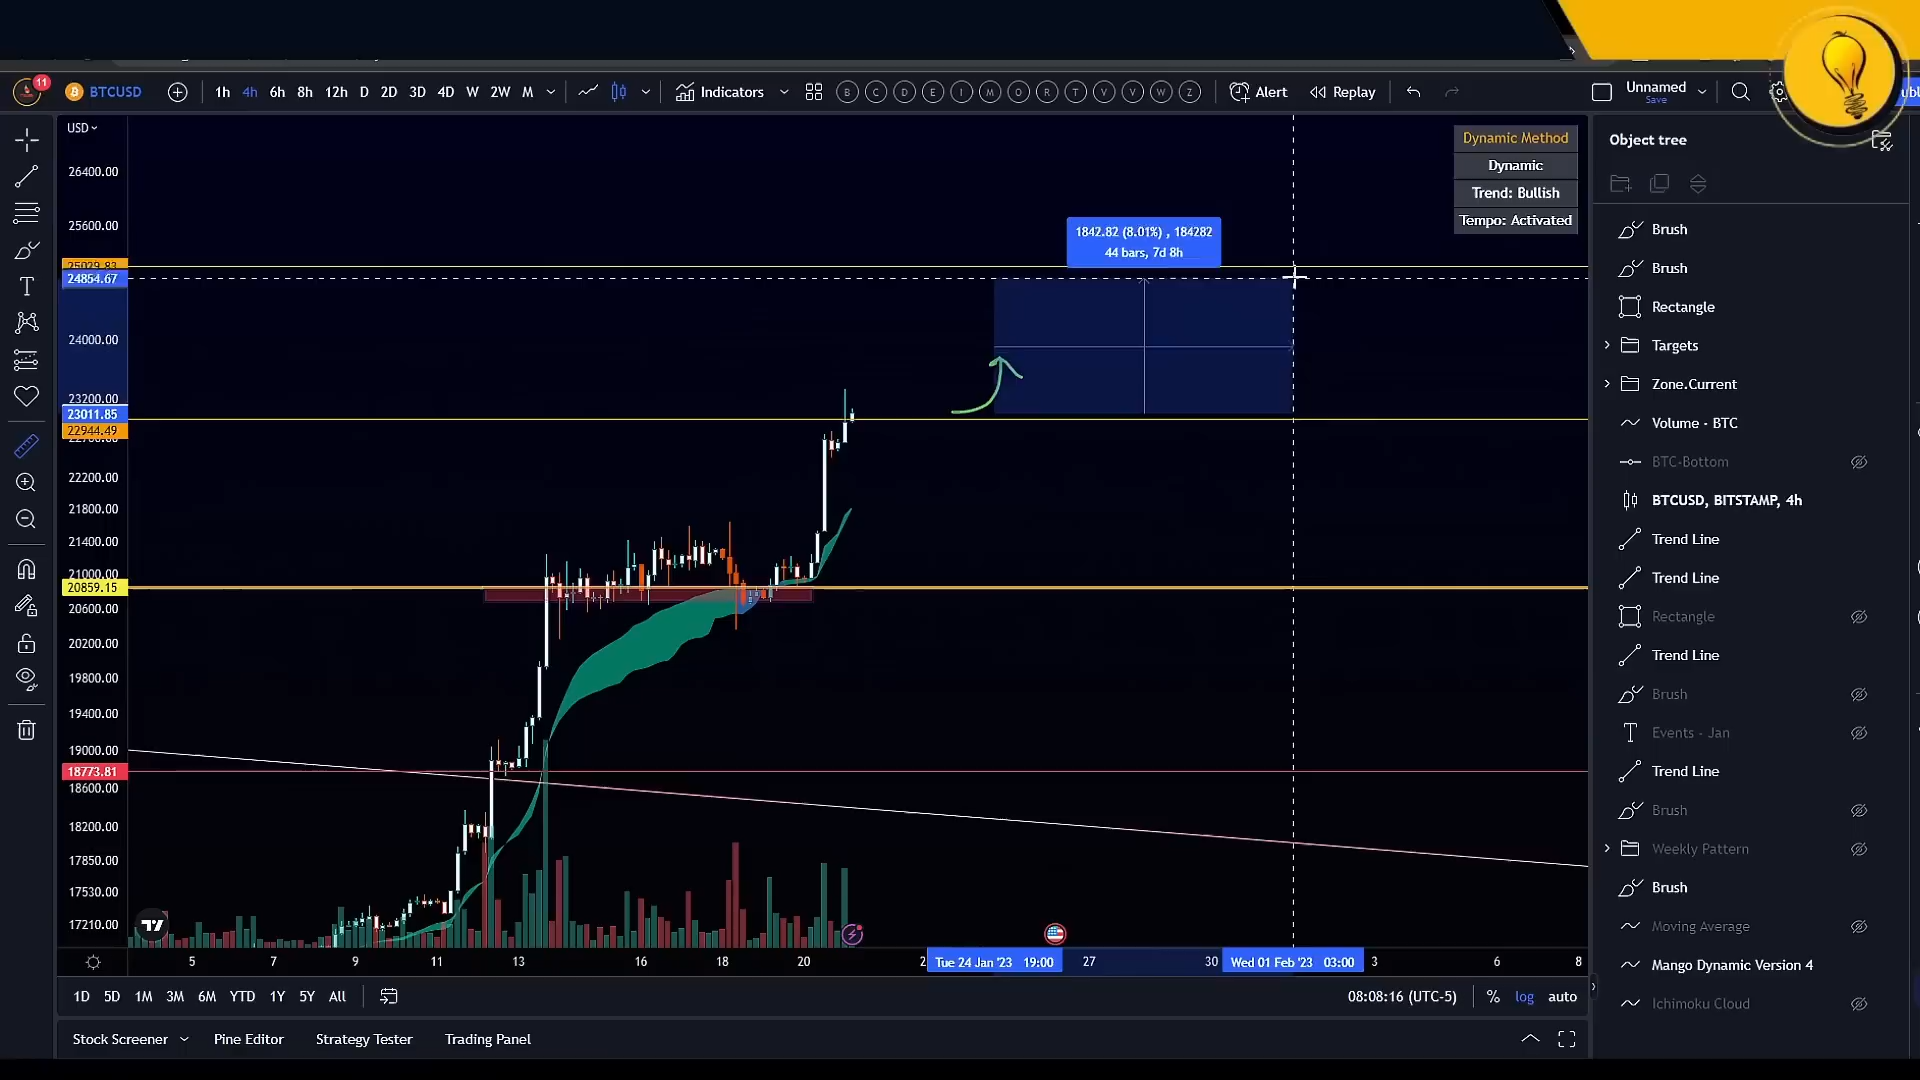 11
BTCUSD
1h 4h 6h 8h 12h D 2D 3D 4D W 2W M
Indicators
B C D E I M O R T V V W Z
Alert
Replay
Unnamed
Save
USD
26400.00
25600.00
24854.67
24000.00
23200.00
23011.85
22944.49
22200.00
21800.00
21400.00
21000.00
20859.15
20600.00
20200.00
19800.00
19400.00
19000.00
18773.81
18600.00
18200.00
17850.00
17530.00
17210.00
1842.82 (8.01%) , 184282
44 bars, 7d 8h
Dynamic Method
Dynamic
Trend: Bullish
Tempo: Activated
5 7 9 11 13 16 18 20 2 Tue 24 Jan '23 19:00 27 30 Wed 01 Feb '23 03:00 3 6 8
1D 5D 1M 3M 6M YTD 1Y 5Y All
08:08:16 (UTC-5)
% log auto
Stock Screener
Pine Editor
Strategy Tester
Trading Panel
Object tree
Brush
Brush
Rectangle
Targets
Zone.Current
Volume - BTC
BTC-Bottom
BTCUSD, BITSTAMP, 4h
Trend Line
Trend Line
Rectangle
Trend Line
Brush
Events - Jan
Trend Line
Brush
Weekly Pattern
Brush
Moving Average
Mango Dynamic Version 4
Ichimoku Cloud